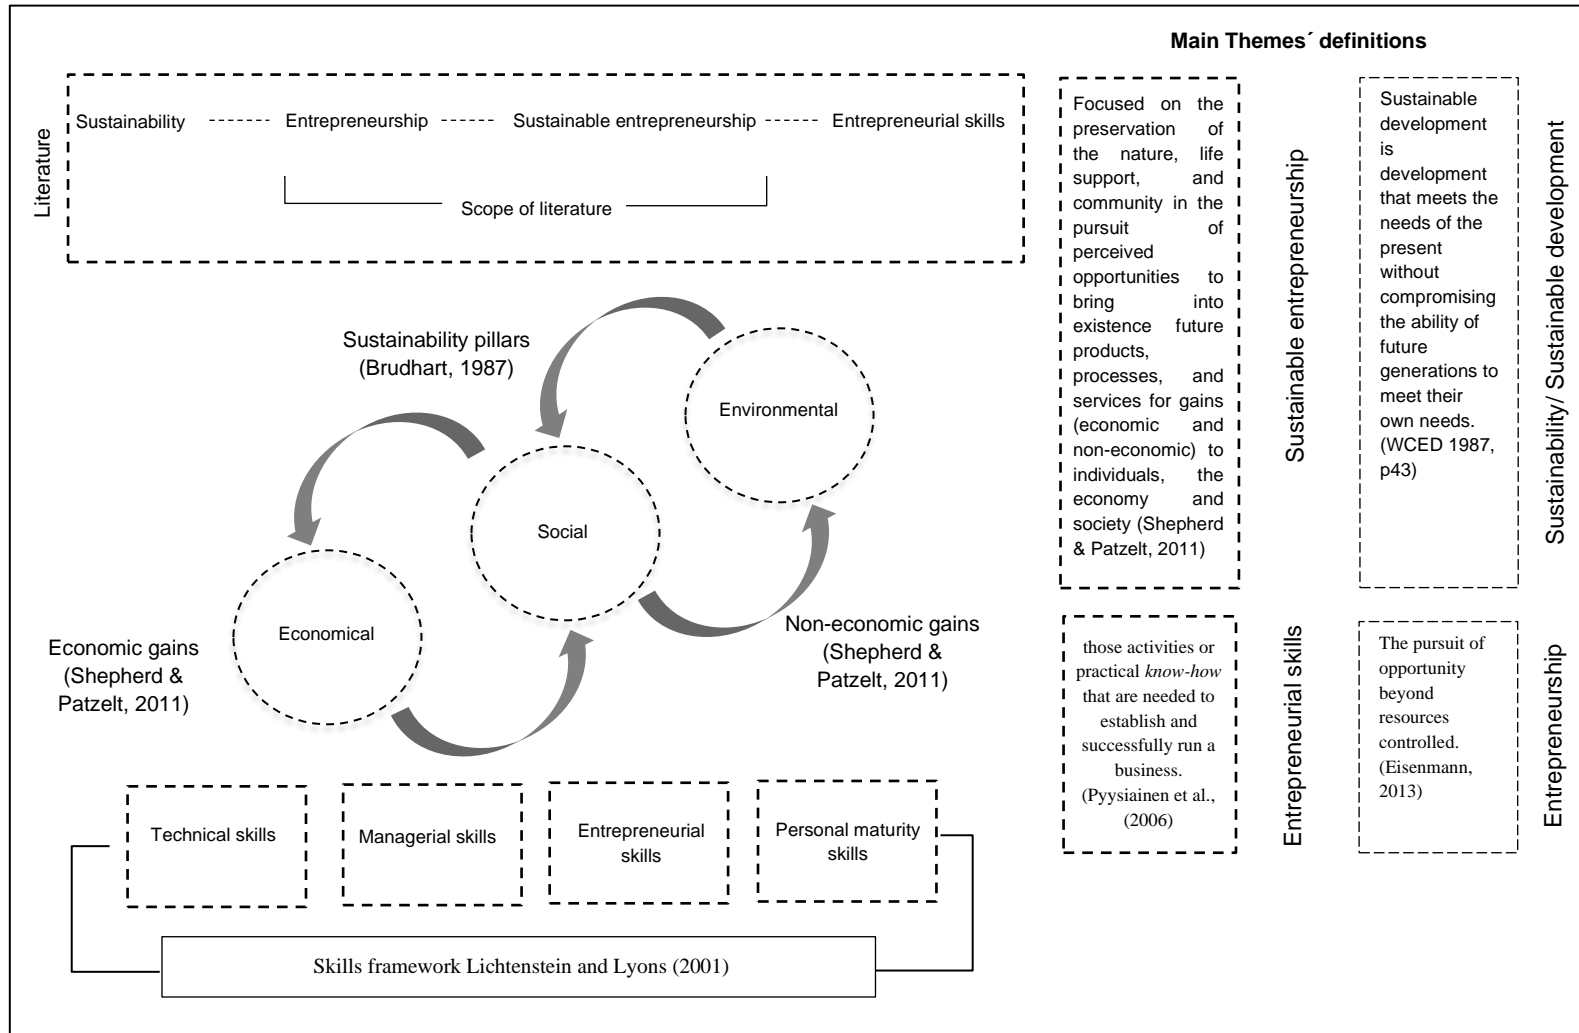 Main Themes´ definitions
Literature
Sustainability
Entrepreneurship
Sustainable entrepreneurship
Entrepreneurial skills
Scope of literature
Sustainability pillars
(Brudhart, 1987)
Environmental
Social
Economical
Economic gains
(Shepherd &
Patzelt, 2011)
Non-economic gains
(Shepherd &
Patzelt, 2011)
Technical skills
Managerial skills
Entrepreneurial
skills
Personal maturity
skills
Skills framework Lichtenstein and Lyons (2001)
Focused on the
preservation of
the nature, life
support, and
community in the
pursuit of
perceived
opportunities to
bring into
existence future
products,
processes, and
services for gains
(economic and
non-economic) to
individuals, the
economy and
society (Shepherd
& Patzelt, 2011)
Sustainable entrepreneurship
Sustainable
development
is
development
that meets the
needs of the
present
without
compromising
the ability of
future
generations to
meet their
own needs.
(WCED 1987,
p43)
Sustainability/ Sustainable development
those activities or
practical know-how
that are needed to
establish and
successfully run a
business.
(Pyysiainen et al.,
(2006)
Entrepreneurial skills
The pursuit of
opportunity
beyond
resources
controlled.
(Eisenmann,
2013)
Entrepreneurship